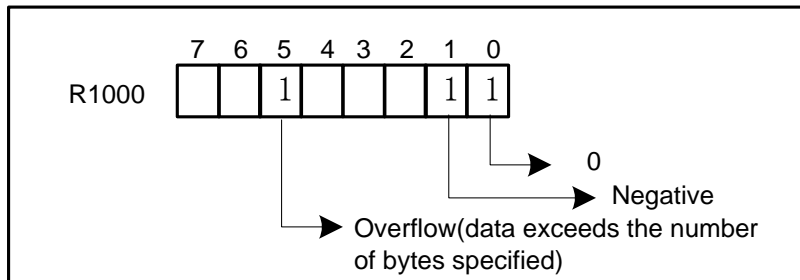 7 6 5 4 3 2 1 0
R1000 1 1 1
0
Negative
Overflow(data exceeds the number
of bytes specified)